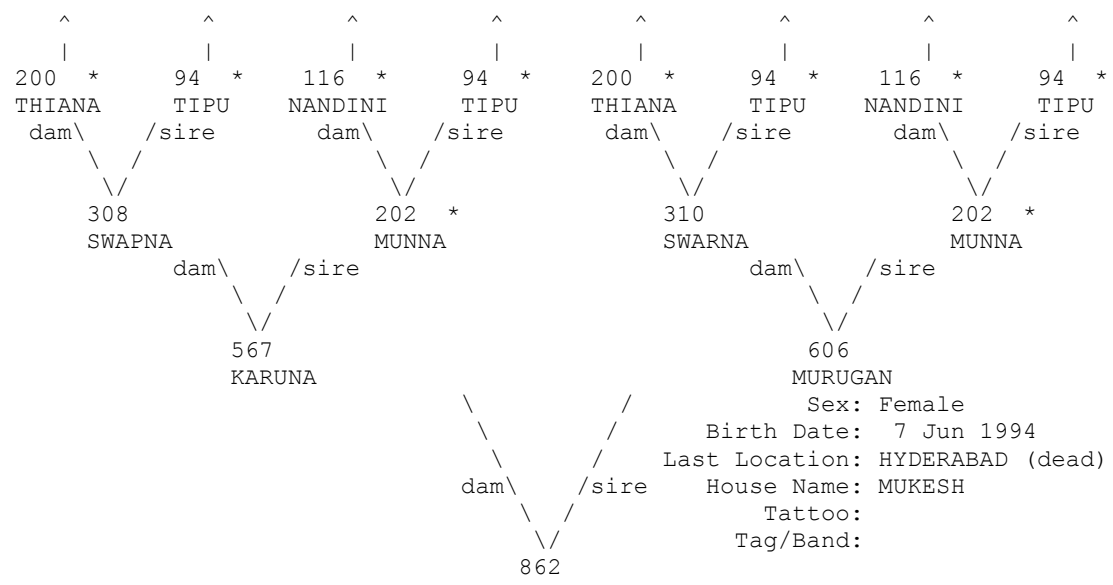 ^ ^ ^ ^ ^ ^ ^ ^
| | | | | | | |
200 * 94 * 116 * 94 * 200 * 94 * 116 * 94 *
THIANA TIPU NANDINI TIPU THIANA TIPU NANDINI TIPU
dam\ /sire dam\ /sire dam\ /sire dam\ /sire
\ / \ / \ / \ /
\/ \/ \/ \/
308 202 * 310 202 *
SWAPNA MUNNA SWARNA MUNNA
dam\ /sire dam\ /sire
\ / \ /
\/ \/
567 606
KARUNA MURUGAN
\ / Sex: Female
\ / Birth Date: 7 Jun 1994
\ / Last Location: HYDERABAD (dead)
dam\ /sire House Name: MUKESH
\ / Tattoo:
\/ Tag/Band:
862